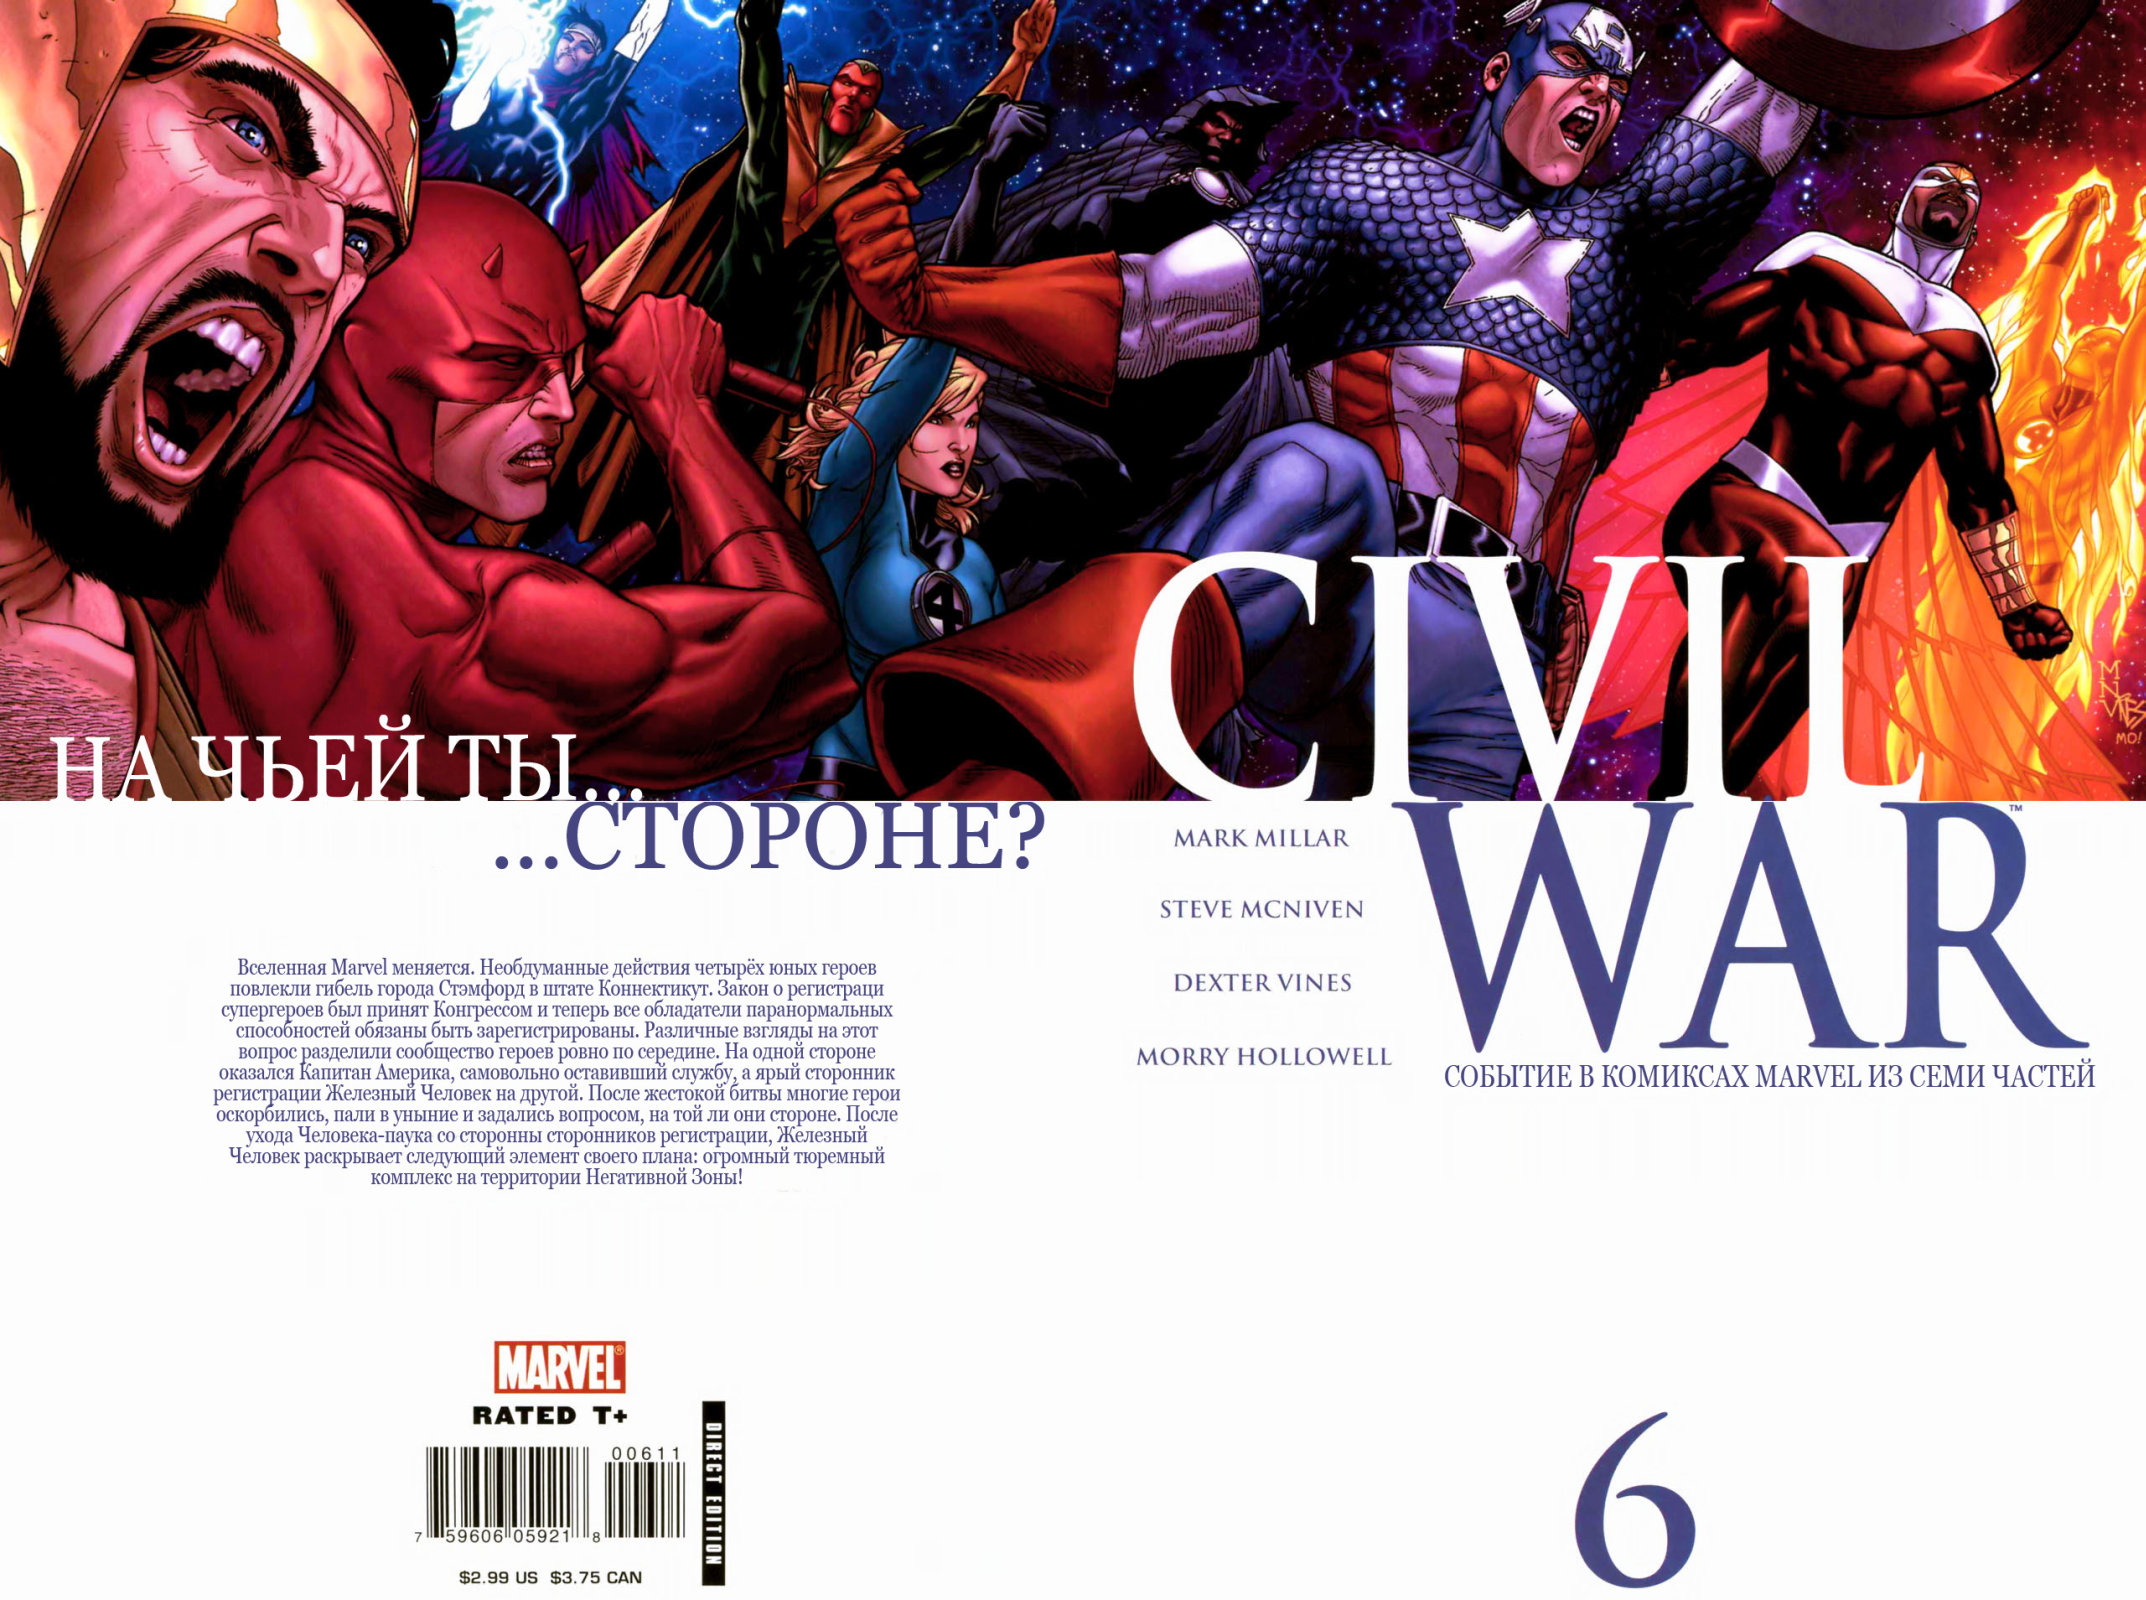 НА ЧЬЕЙ ТЫ...
...СТОРОНЕ?
Вселенная Marvel меняется. Необдуманные действия четырёх юных героев
повлекли гибель города Стэмфорд в штате Коннектикут. Закон о регистраци
супергероев был принят Конгрессом и теперь все обладатели паранормальных
способностей обязаны быть зарегистрированы. Различные взгляды на этот
вопрос разделили сообщество героев ровно по середине. На одной стороне
оказался Капитан Америка, самовольно оставивший службу, а ярый сторонник
регистрации Железный Человек на другой. После жестокой битвы многие герои
оскорбились, пали в уныние и задались вопросом, на той ли они стороне. После
ухода Человека-паука со сторонны сторонников регистрации, Железный
Человек раскрывает следующий элемент своего плана: огромный тюремный
комплекс на территории Негативной Зоны!
MARVEL®
RATED T+
00611
7 59606 05921 8
DIRECT EDITION
$2.99 US $3.75 CAN
4
CIVIL
WAR™
MARK MILLAR
STEVE MCNIVEN
DEXTER VINES
MORRY HOLLOWELL
СОБЫТИЕ В КОМИКСАХ MARVEL ИЗ СЕМИ ЧАСТЕЙ
6
A
MO!